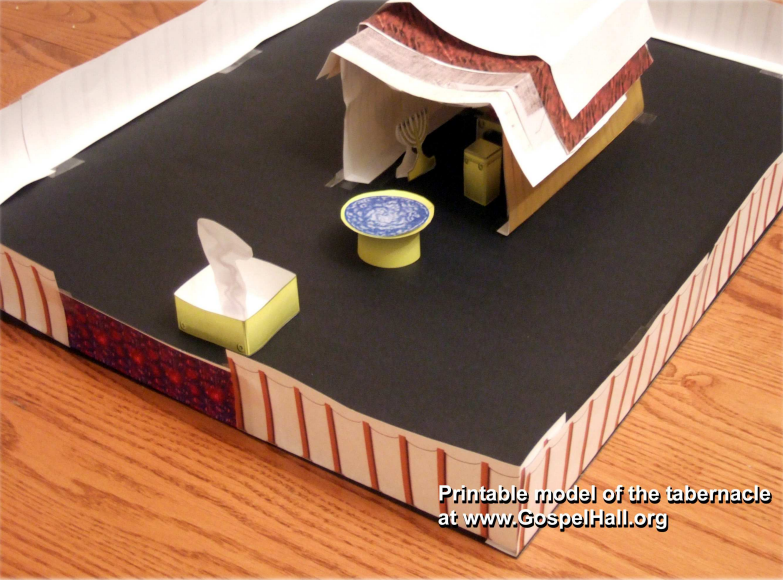 Printable model of the tabernacle
at www.GospelHall.org